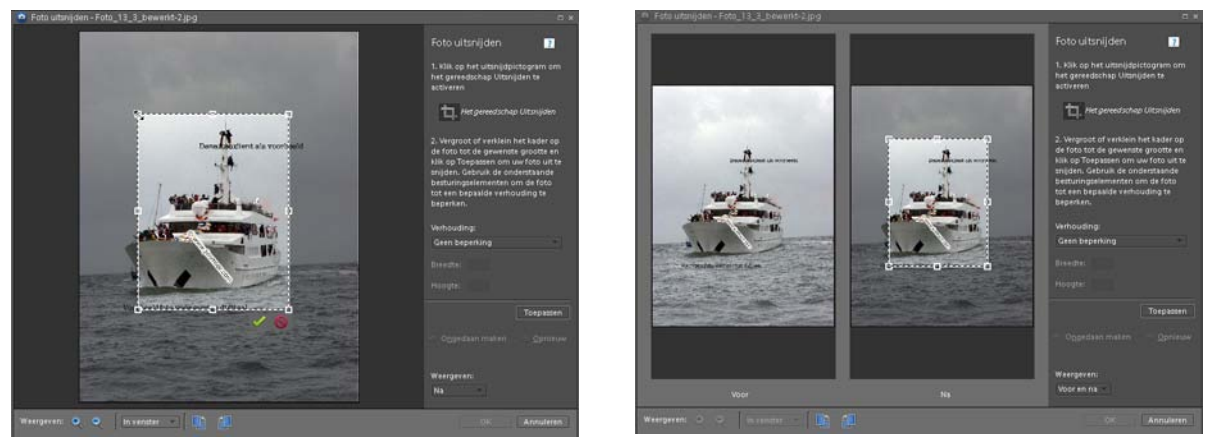 Foto uitsnijden - Foto_13_3_bewerkt-2.jpg
Foto uitsnijden
1. Klik op het uitsnijdpictogram om
het gereedschap Uitsnijden te
activeren
Het gereedschap Uitsnijden
2. Vergroot of verklein het kader op
de foto tot de gewenste grootte en
klik op Toepassen om uw foto uit te
snijden. Gebruik de onderstaande
besturingselementen om de foto
tot een bepaalde verhouding te
beperken.
Verhouding:
Geen beperking
Breedte:
Hoogte:
Toepassen
Ongedaan maken Opnieuw
Weergeven:
Na
als voorbeeld
Weergeven: In venster OK Annuleren
Foto uitsnijden - Foto_13_3_bewerkt-2.jpg
Foto uitsnijden
1. Klik op het uitsnijdpictogram om
het gereedschap Uitsnijden te
activeren
Het gereedschap Uitsnijden
2. Vergroot of verklein het kader op
de foto tot de gewenste grootte en
klik op Toepassen om uw foto uit te
snijden. Gebruik de onderstaande
besturingselementen om de foto
tot een bepaalde verhouding te
beperken.
Verhouding:
Geen beperking
Breedte:
Hoogte:
Toepassen
Ongedaan maken Opnieuw
Weergeven:
Voor en na
Voor Na
Weergeven: In venster OK Annuleren